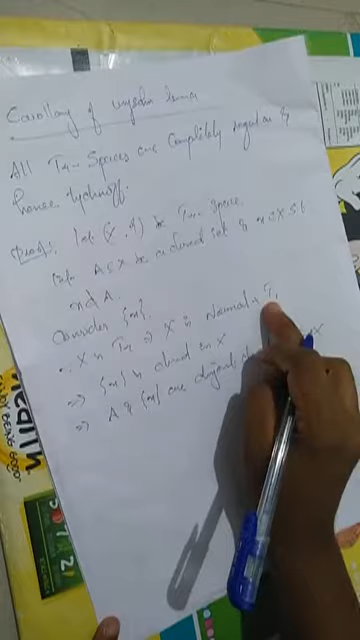 Corollary of Urysohn lemma
All T4- Spaces are Completely regular &
hence tychnoff.
Proof: let (X, ) be T4- Space.
let A ⊂ X be a closed set & x ∈ X s.t
x ∉ A.
Consider {x}.
∵ X is T4 ⇒ X is Normal + T1
⇒ {x} is closed in X
⇒ A & {x} are disjoint X